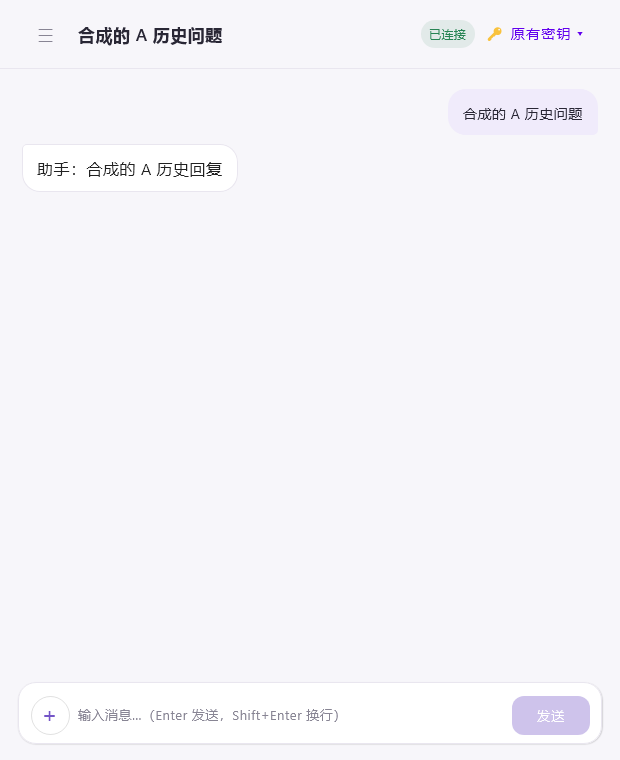 合成的 A 历史问题
已连接
🔑 原有密钥 ▾
合成的 A 历史问题
助手：合成的 A 历史回复
输入消息...（Enter 发送，Shift+Enter 换行）
发送